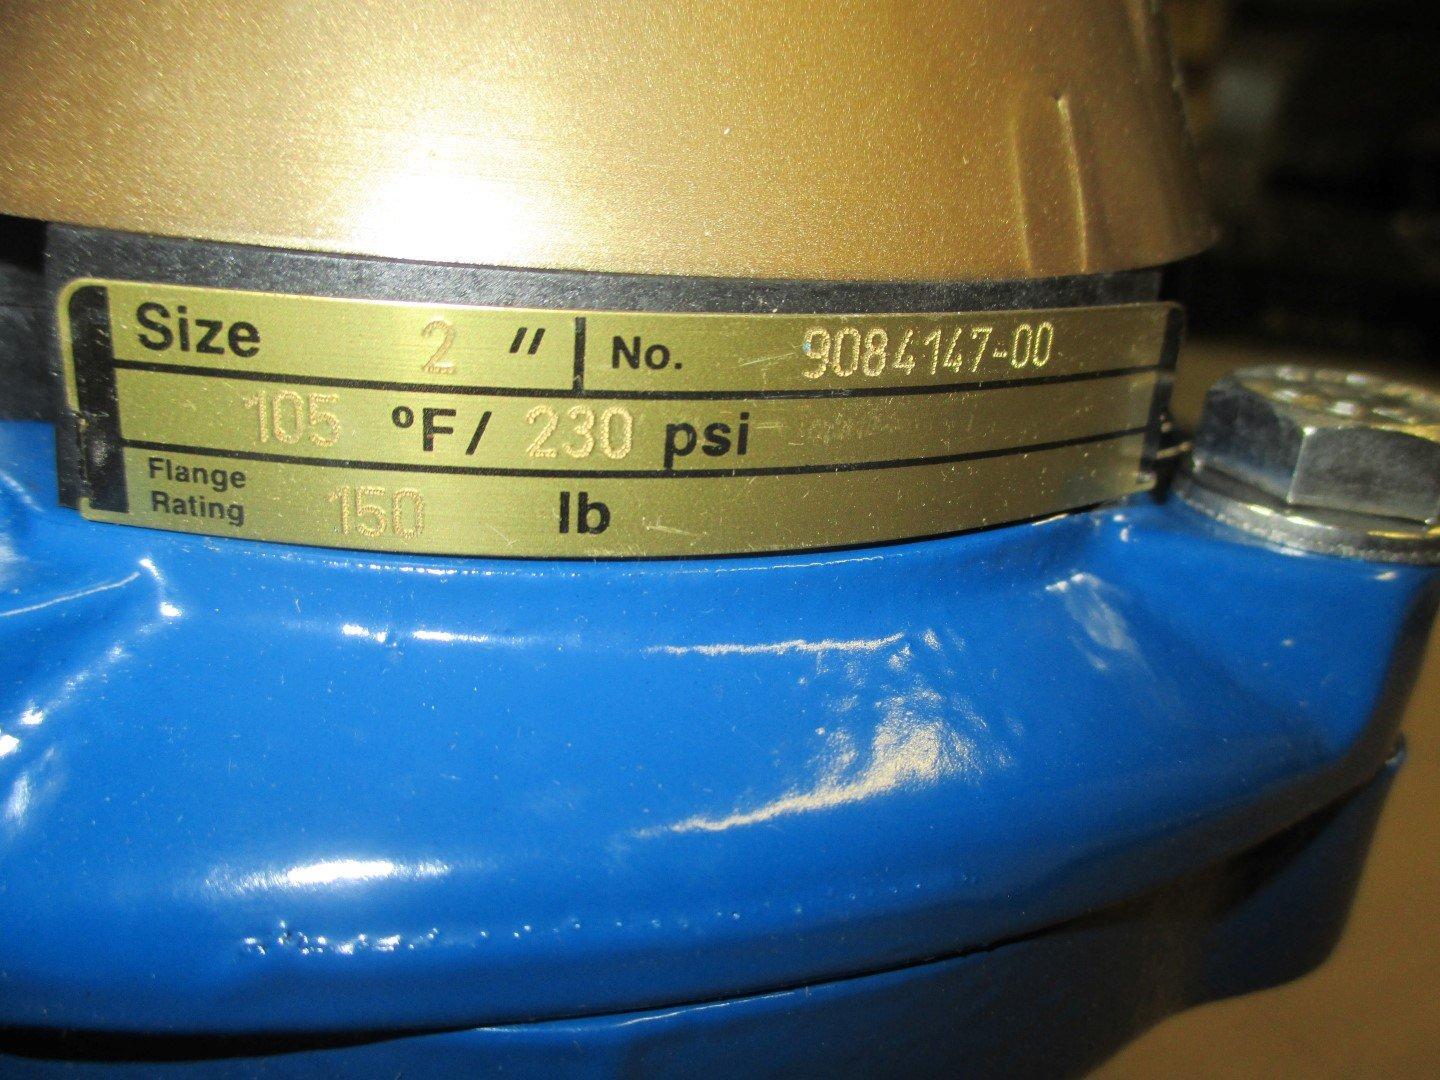 Size 2 " No. 9084147-00
105 °F/ 230 psi
Flange
Rating 150 lb